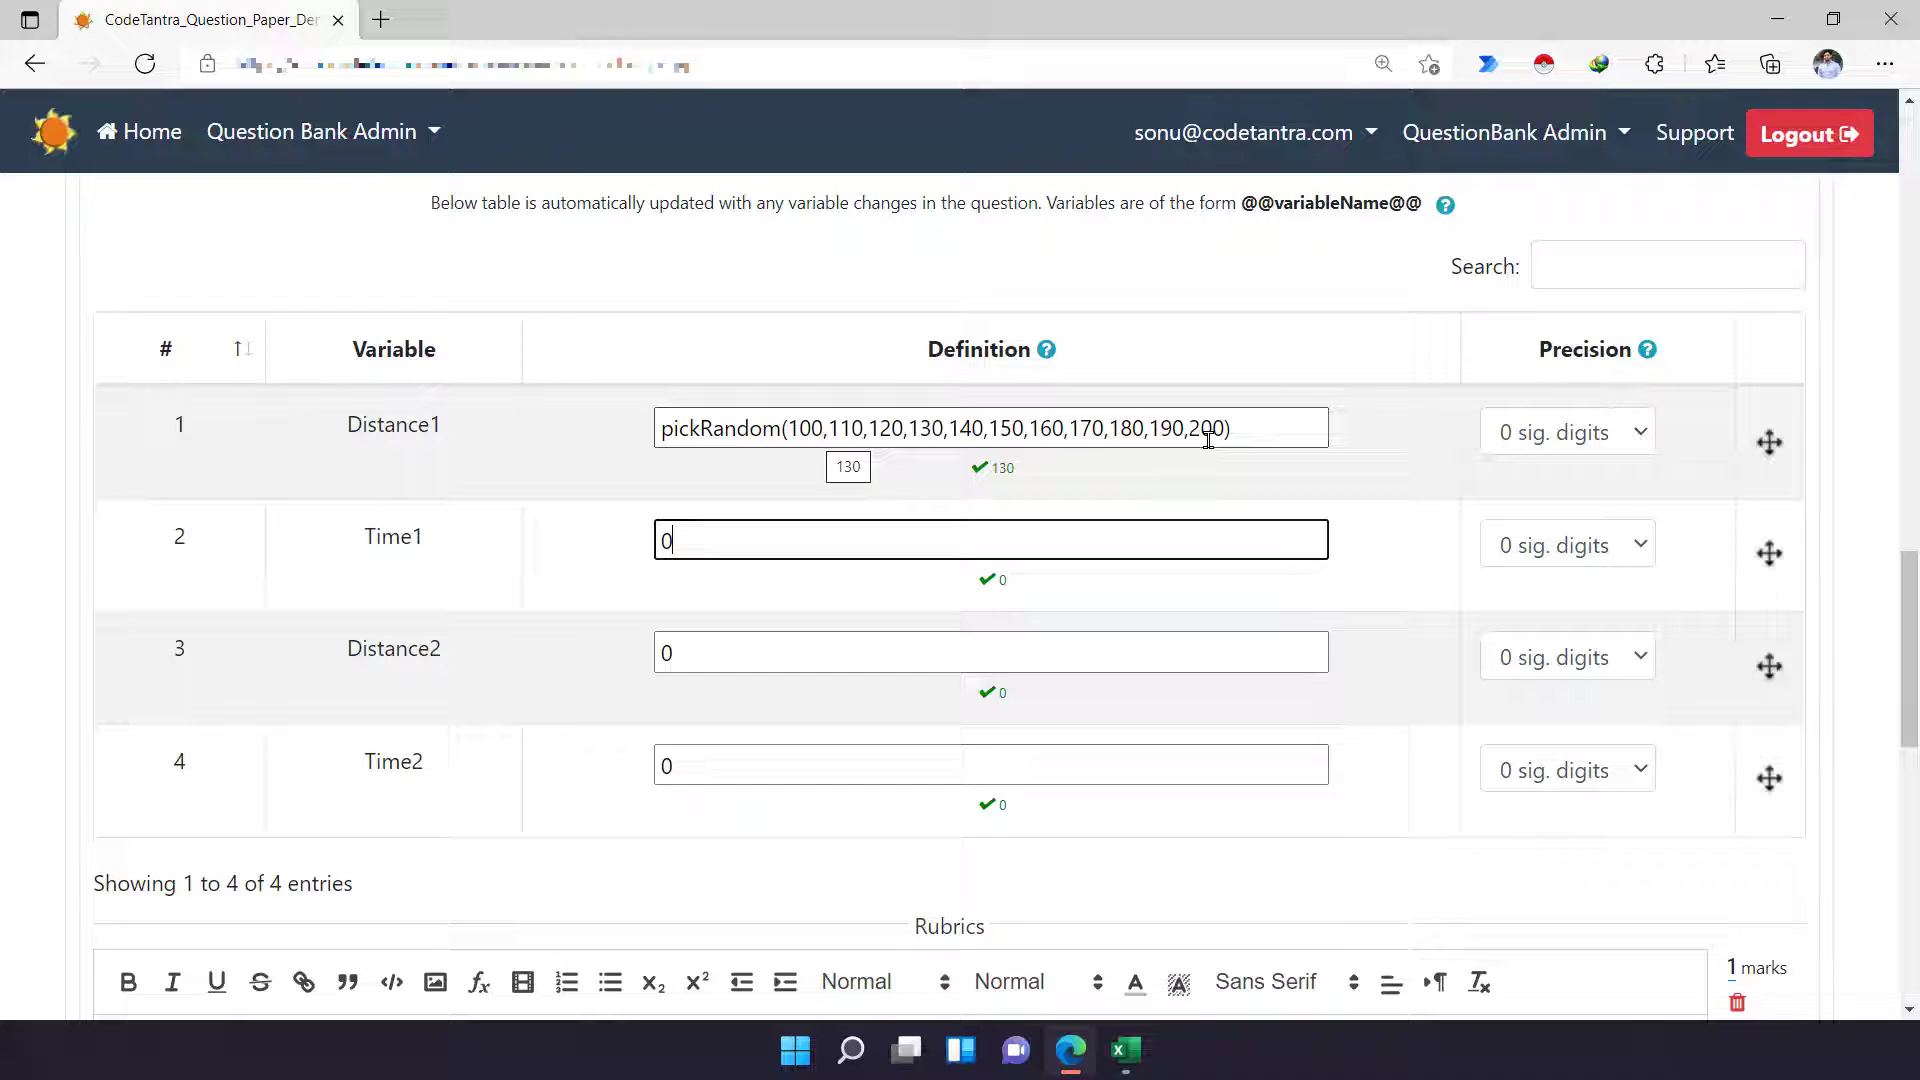 CodeTantra_Question_Paper_Der
Home
Question Bank Admin
sonu@codetantra.com
QuestionBank Admin
Support
Logout
Below table is automatically updated with any variable changes in the question. Variables are of the form @@variableName@@
Search:
# Variable Definition Precision
1 Distance1 pickRandom(100,110,120,130,140,150,160,170,180,190,200) 0 sig. digits
130 130
2 Time1 0 0 sig. digits
0
3 Distance2 0 0 sig. digits
0
4 Time2 0 0 sig. digits
0
Showing 1 to 4 of 4 entries
Rubrics
Normal Normal Sans Serif
1 marks